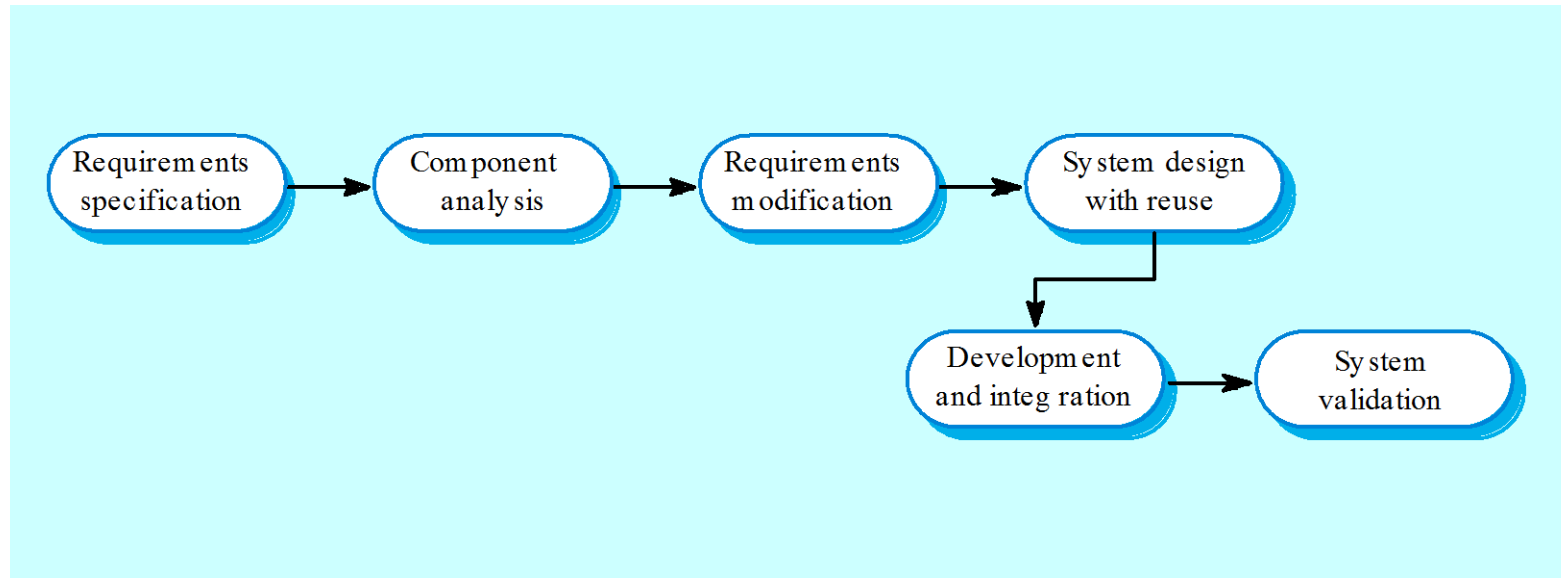 Requirements
specification
Component
analysis
Requirements
modification
System design
with reuse
Development
and integration
System
validation